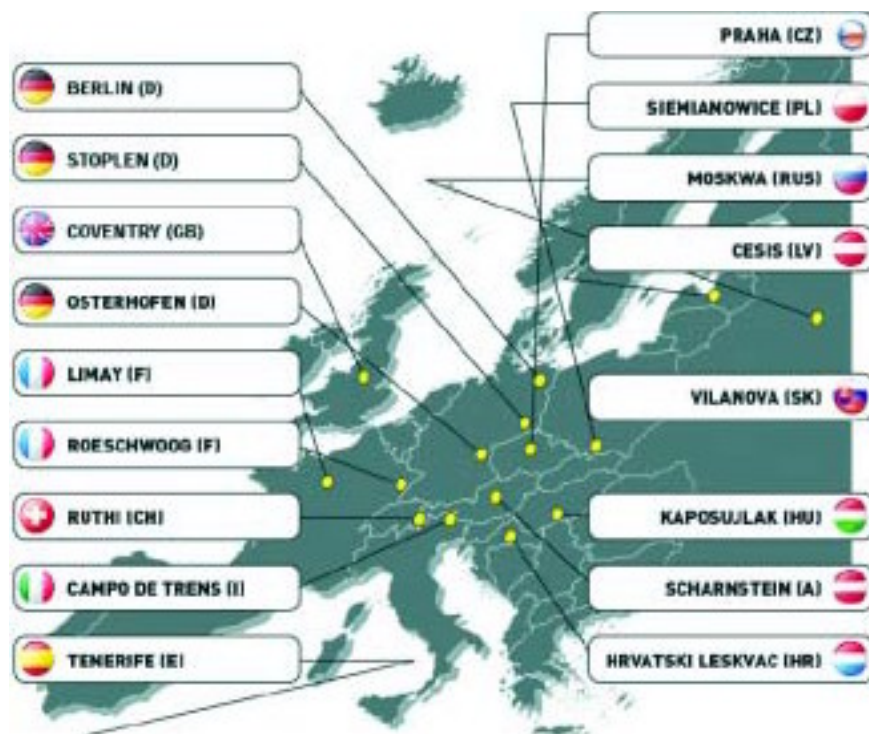 BERLIN (D)
STOPLEN (D)
COVENTRY (GB)
OSTERHOFEN (D)
LIMAY (F)
ROESCHWOOG (F)
RUTHI (CH)
CAMPO DE TRENS (I)
TENERIFE (E)
PRAHA (CZ)
SIEMIANOWICE (PL)
MOSKWA (RUS)
CESIS (LV)
VILANOVA (SK)
KAPOSUJLAK (HU)
SCHARNSTEIN (A)
HRVATSKI LESKVAC (HR)